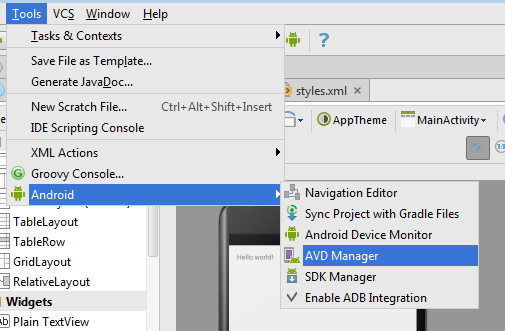 Tools VCS Window Help
Tasks & Contexts
Save File as Template...
Generate JavaDoc...
New Scratch File... Ctrl+Alt+Shift+Insert
IDE Scripting Console
XML Actions
Groovy Console...
Android
styles.xml
AppTheme MainActivity
Navigation Editor
Sync Project with Gradle Files
Android Device Monitor
AVD Manager
SDK Manager
Enable ADB Integration
TableLayout
TableRow
GridLayout
RelativeLayout
Widgets
Ab Plain TextView
Hello world!